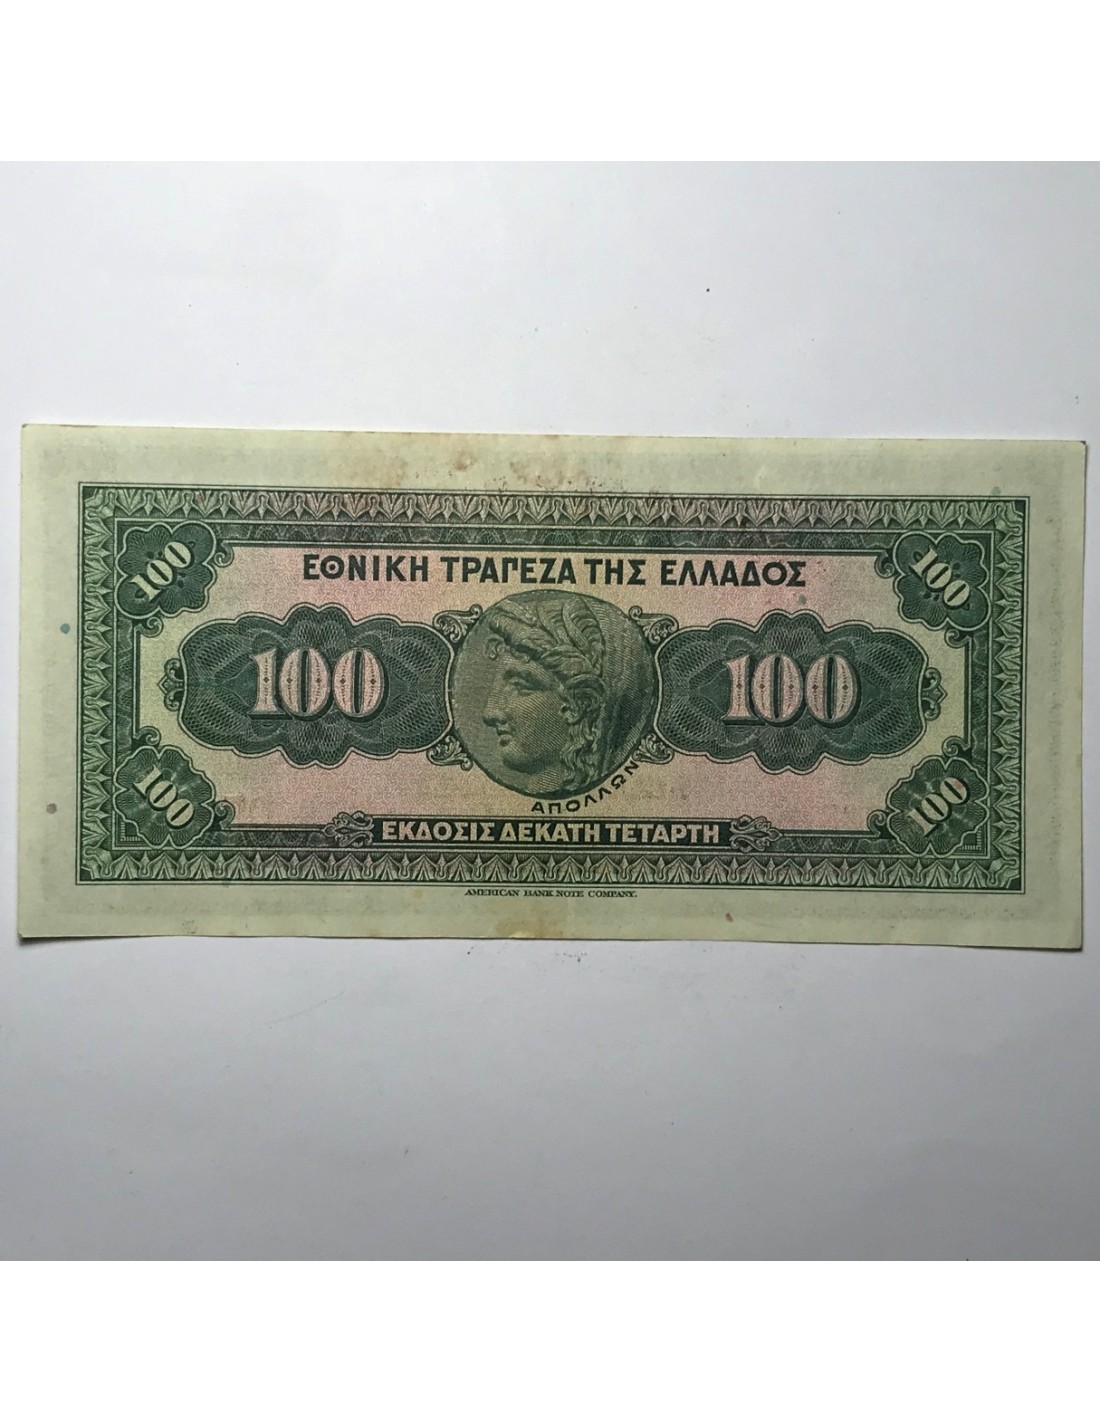 100 100
ΕΘΝΙΚΗ ΤΡΑΠΕΖΑ ΤΗΣ ΕΛΛΑΔΟΣ
100 100
ΑΠΟΛΛΩΝ
100 100
ΕΚΔΟΣΙΣ ΔΕΚΑΤΗ ΤΕΤΑΡΤΗ
AMERICAN BANK NOTE COMPANY.